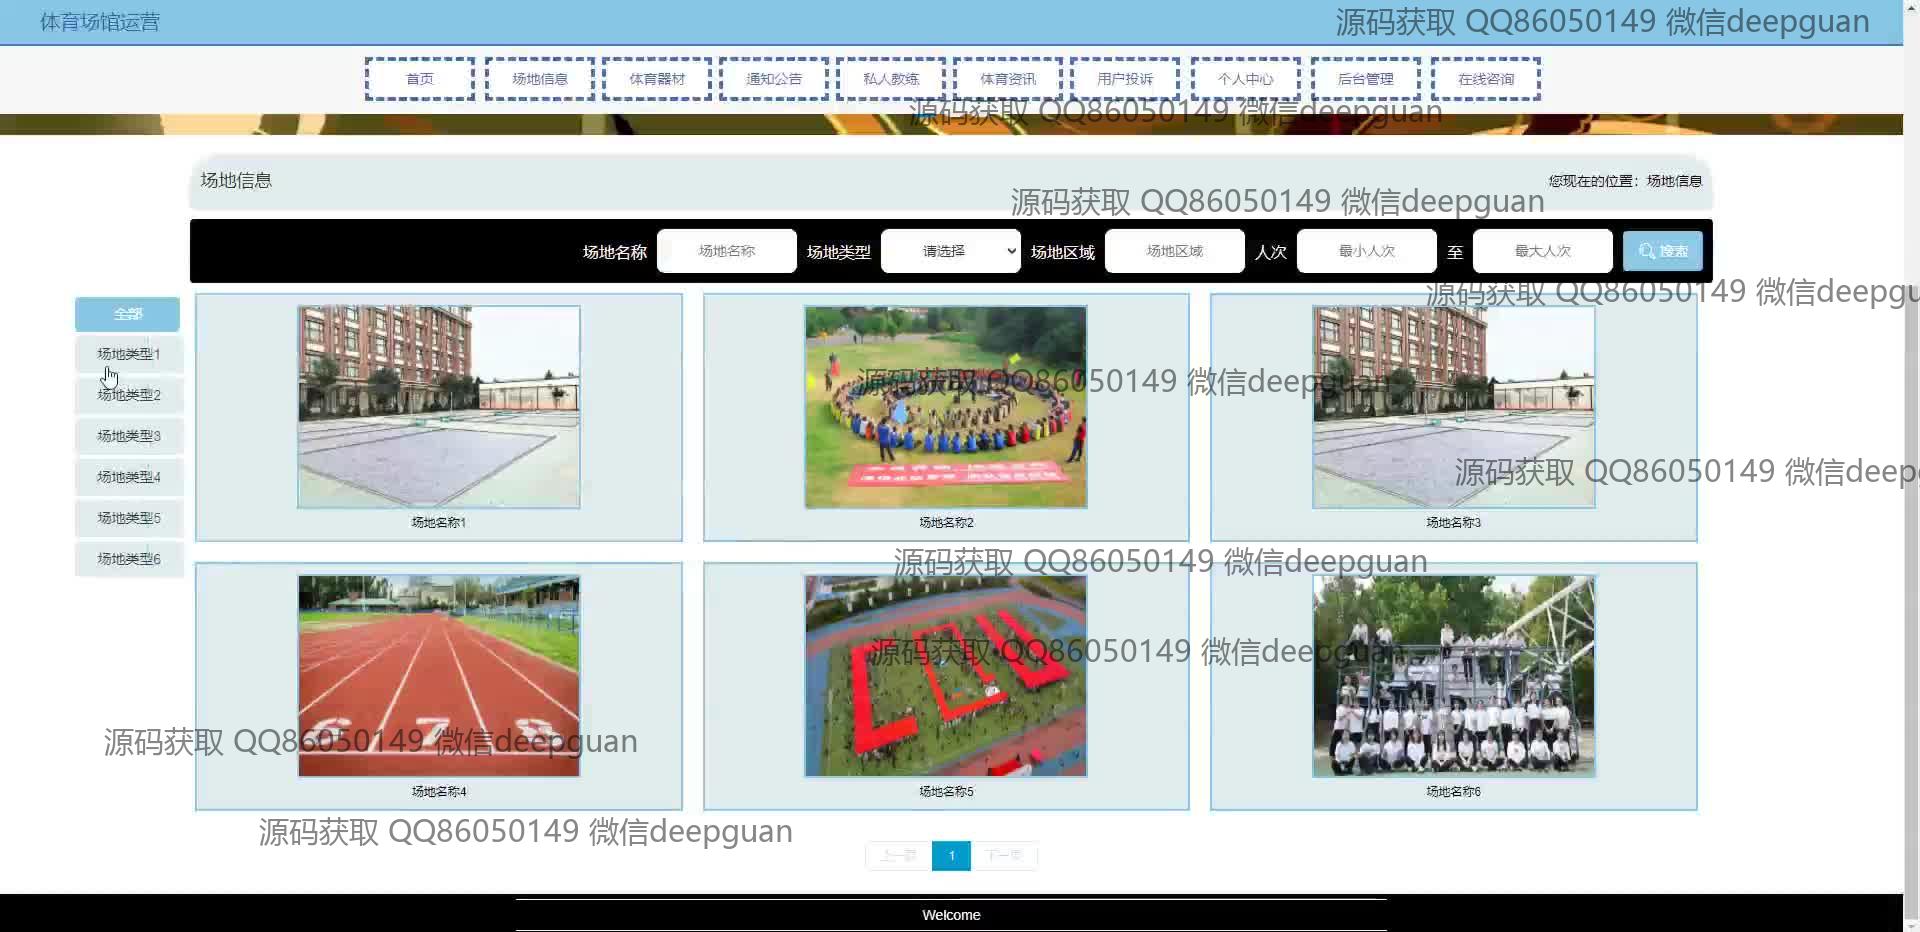 体育场馆运营
源码获取 QQ86050149 微信deepguan
首页 场地信息 体育器材 通知公告 私人教练 体育资讯 用户投诉 个人中心 后台管理 在线咨询
源码获取 QQ86050149 微信deepguan
场地信息
您现在的位置：场地信息
源码获取 QQ86050149 微信deepguan
场地名称 场地名称 场地类型 请选择 场地区域 场地区域 人次 最小人次 至 最大人次 搜索
源码获取 QQ86050149 微信deepgu
全部
场地类型1
场地类型2
场地类型3
场地类型4
场地类型5
场地类型6
源码获取 QQ86050149 微信deepguan
源码获取 QQ86050149 微信deep
场地名称1
场地名称2
场地名称3
源码获取 QQ86050149 微信deepguan
源码获取 QQ86050149 微信deepguan
6 7 8
源码获取 QQ86050149 微信deepguan
场地名称4
场地名称5
场地名称6
源码获取 QQ86050149 微信deepguan
上一页 1 下一页
Welcome